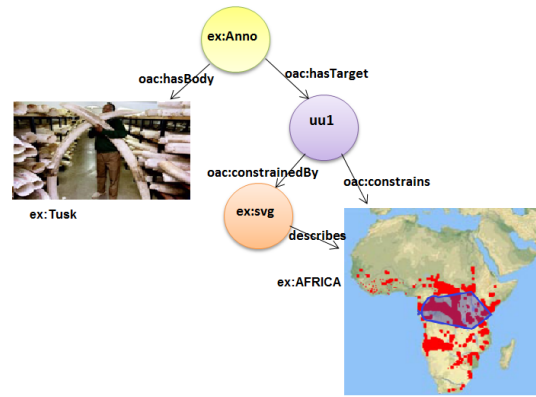 ex:Anno
oac:hasBody
oac:hasTarget
uu1
oac:constrainedBy
oac:constrains
ex:Tusk
ex:svg
describes
ex:AFRICA